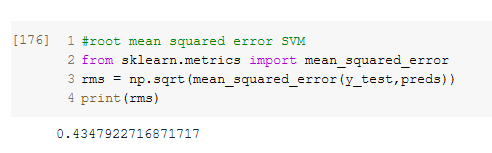 [176] 1 #root mean squared error SVM
2 from sklearn.metrics import mean_squared_error
3 rms = np.sqrt(mean_squared_error(y_test,preds))
4 print(rms)
0.4347922716871717